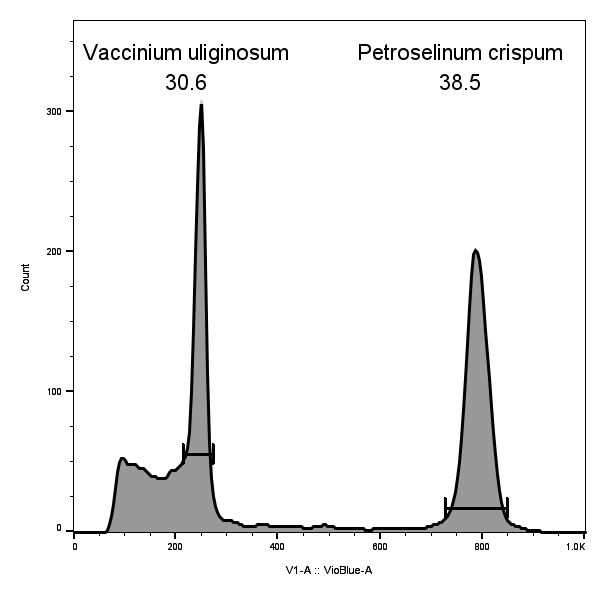 Vaccinium uliginosum Petroselinum crispum
30.6 38.5
300
200
100
0
Count
0 200 400 600 800 1.0K
V1-A :: VioBlue-A